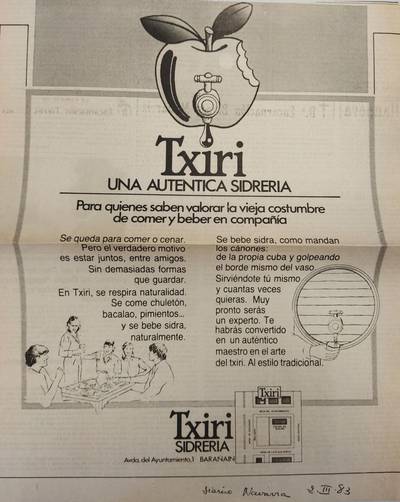 Txiri
UNA AUTENTICA SIDRERIA
Para quienes saben valorar la vieja costumbre
de comer y beber en compañía
Se queda para comer o cenar.
Pero el verdadero motivo
es estar juntos, entre amigos.
Sin demasiadas formas
que guardar.
En Txiri, se respira naturalidad.
Se come chuletón,
bacalao, pimientos...
y se bebe sidra,
naturalmente.
Se bebe sidra, como mandan
los cánones:
de la propia cuba y golpeando
el borde mismo del vaso.
Sirviéndote tú mismo
y cuantas veces
quieras. Muy
pronto serás
un experto. Te
habrás convertido
en un auténtico
maestro en el arte
del txiri. Al estilo tradicional.
Txiri
Txiri
SIDRERIA
Avda. del Ayuntamiento,1 BARAÑAIN
Diario Navarra 2-III-83